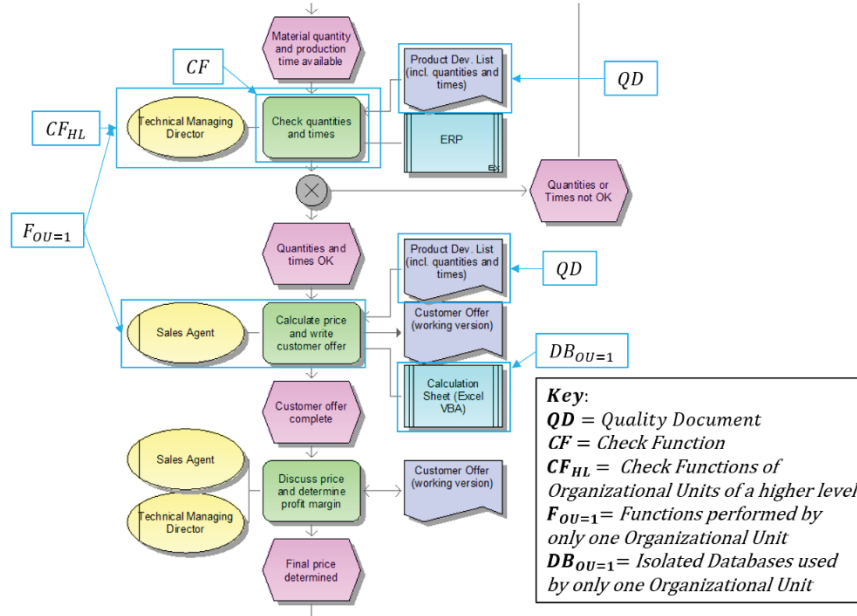 Material quantity
and production
time available
CF
Product Dev. List
(incl. quantities and
times)
QD
CF_HL
Technical Managing
Director
Check quantities
and times
ERP
EX
Quantities or
Times not OK
F_OU=1
Quantities and
times OK
Product Dev. List
(incl. quantities and
times)
QD
Sales Agent
Calculate price
and write
customer offer
Customer Offer
(working version)
DB_OU=1
Calculation
Sheet (Excel
VBA)
Customer offer
complete
Sales Agent
Technical Managing
Director
Discuss price
and determine
profit margin
Customer Offer
(working version)
Final price
determined
Key:
QD = Quality Document
CF = Check Function
CF_HL = Check Functions of
Organizational Units of a higher level
F_OU=1= Functions performed by
only one Organizational Unit
DB_OU=1= Isolated Databases used
by only one Organizational Unit